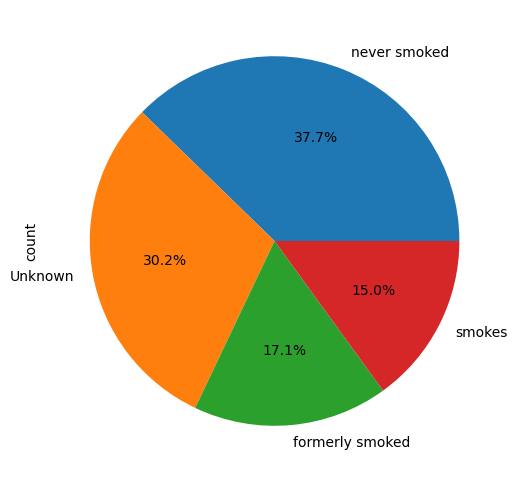 never smoked
37.7%
count
30.2%
Unknown
15.0%
smokes
17.1%
formerly smoked